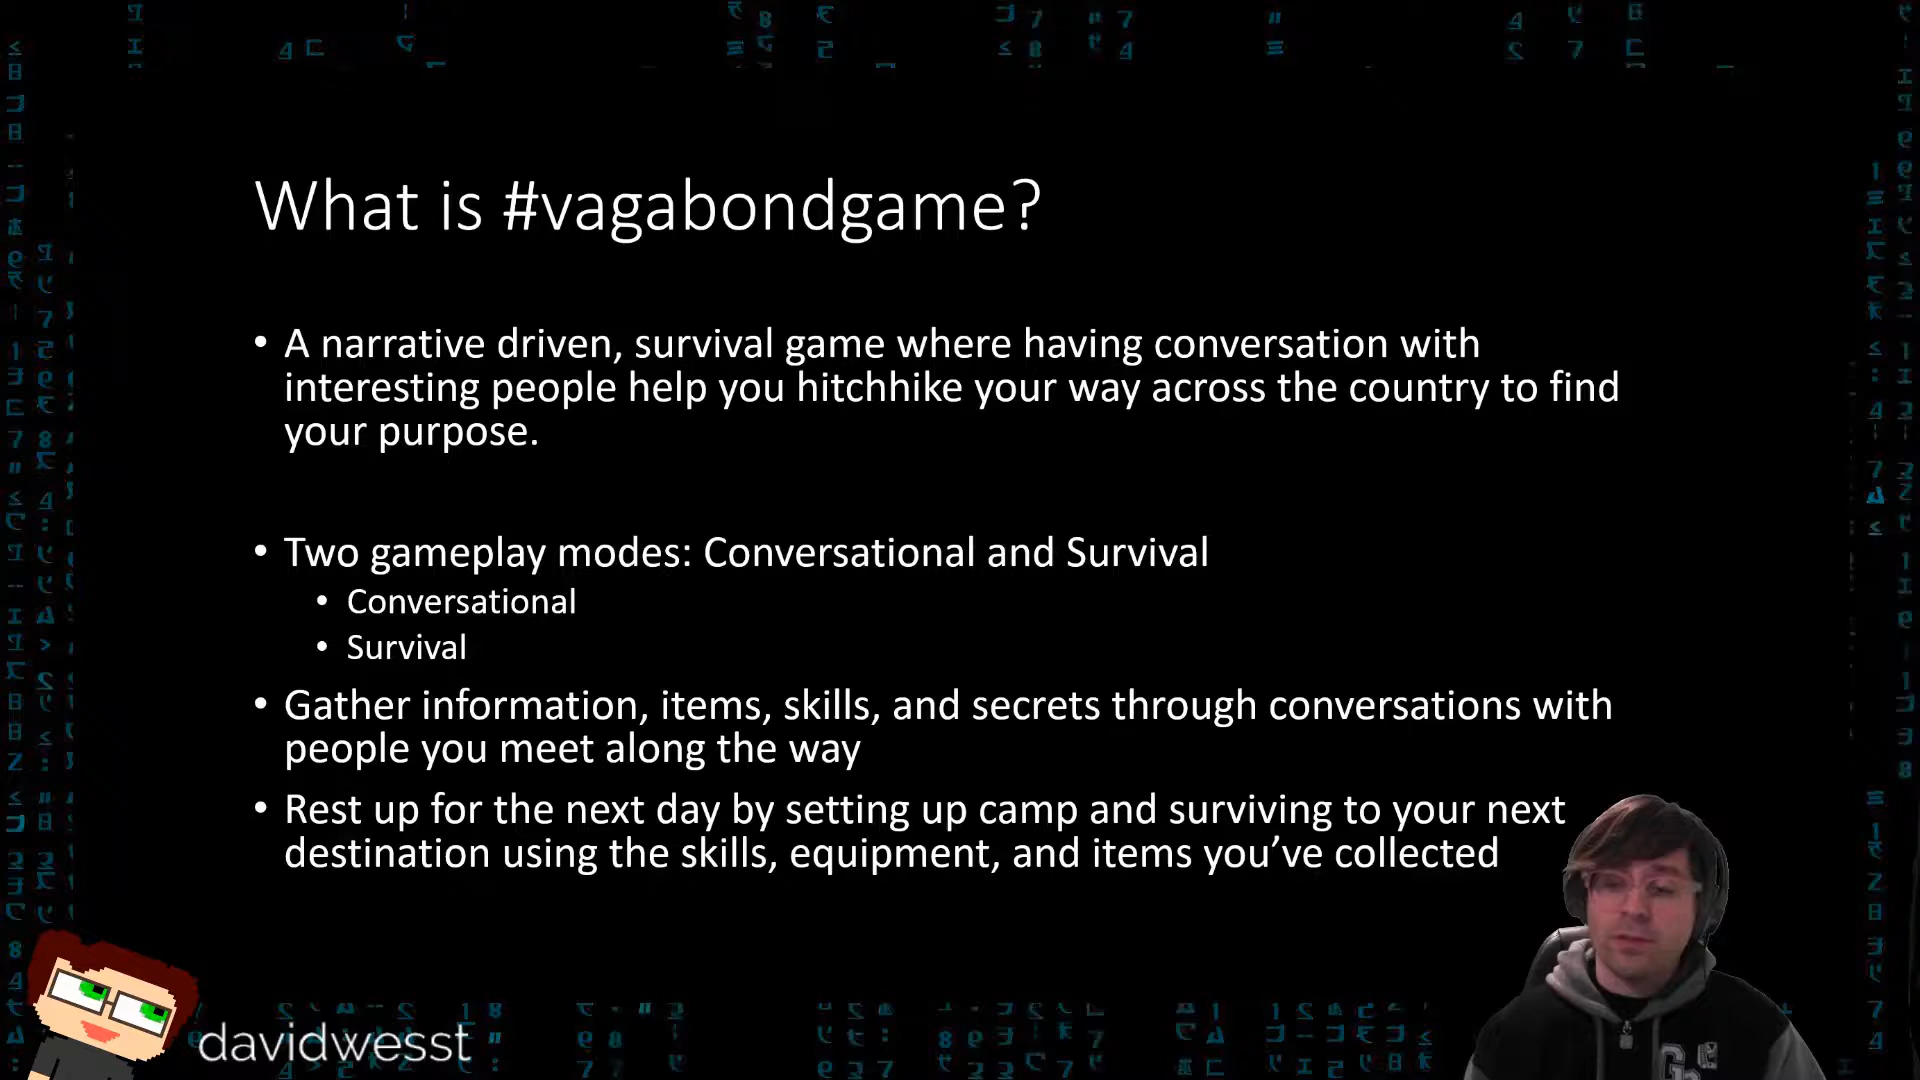 What is #vagabondgame?
• A narrative driven, survival game where having conversation with
interesting people help you hitchhike your way across the country to find
your purpose.
• Two gameplay modes: Conversational and Survival
• Conversational
• Survival
• Gather information, items, skills, and secrets through conversations with
people you meet along the way
• Rest up for the next day by setting up camp and surviving to your next
destination using the skills, equipment, and items you’ve collected
davidwesst